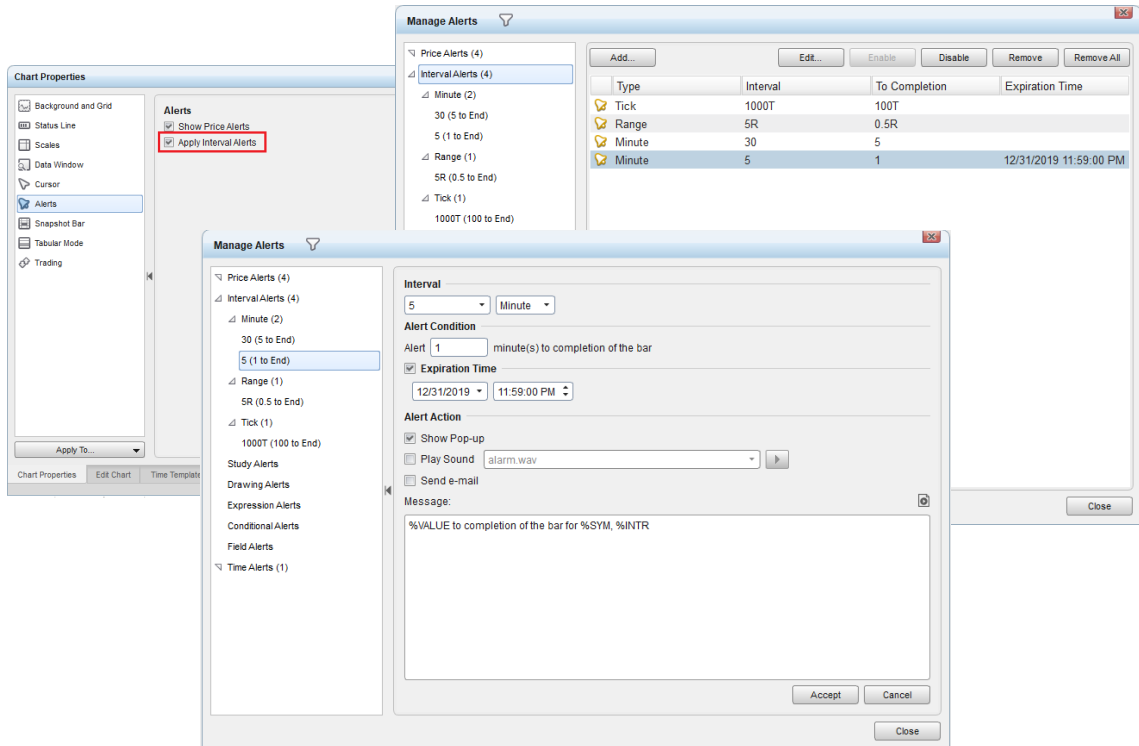 Manage Alerts
Price Alerts (4)
Interval Alerts (4)
Minute (2)
30 (5 to End)
5 (1 to End)
Range (1)
5R (0.5 to End)
Tick (1)
1000T (100 to End)
Add...
Edit...
Enable
Disable
Remove
Remove All
Type Interval To Completion Expiration Time
Tick 1000T 100T
Range 5R 0.5R
Minute 30 5
Minute 5 1 12/31/2019 11:59:00 PM
Close
Chart Properties
Background and Grid
Status Line
Scales
Data Window
Cursor
Alerts
Snapshot Bar
Tabular Mode
Trading
Alerts
Show Price Alerts
Apply Interval Alerts
Apply To...
Chart Properties Edit Chart Time Template
Manage Alerts
Price Alerts (4)
Interval Alerts (4)
Minute (2)
30 (5 to End)
5 (1 to End)
Range (1)
5R (0.5 to End)
Tick (1)
1000T (100 to End)
Study Alerts
Drawing Alerts
Expression Alerts
Conditional Alerts
Field Alerts
Time Alerts (1)
Interval
5 Minute
Alert Condition
Alert 1 minute(s) to completion of the bar
Expiration Time
12/31/2019 11:59:00 PM
Alert Action
Show Pop-up
Play Sound alarm.wav
Send e-mail
Message:
%VALUE to completion of the bar for %SYM, %INTR
Accept Cancel
Close